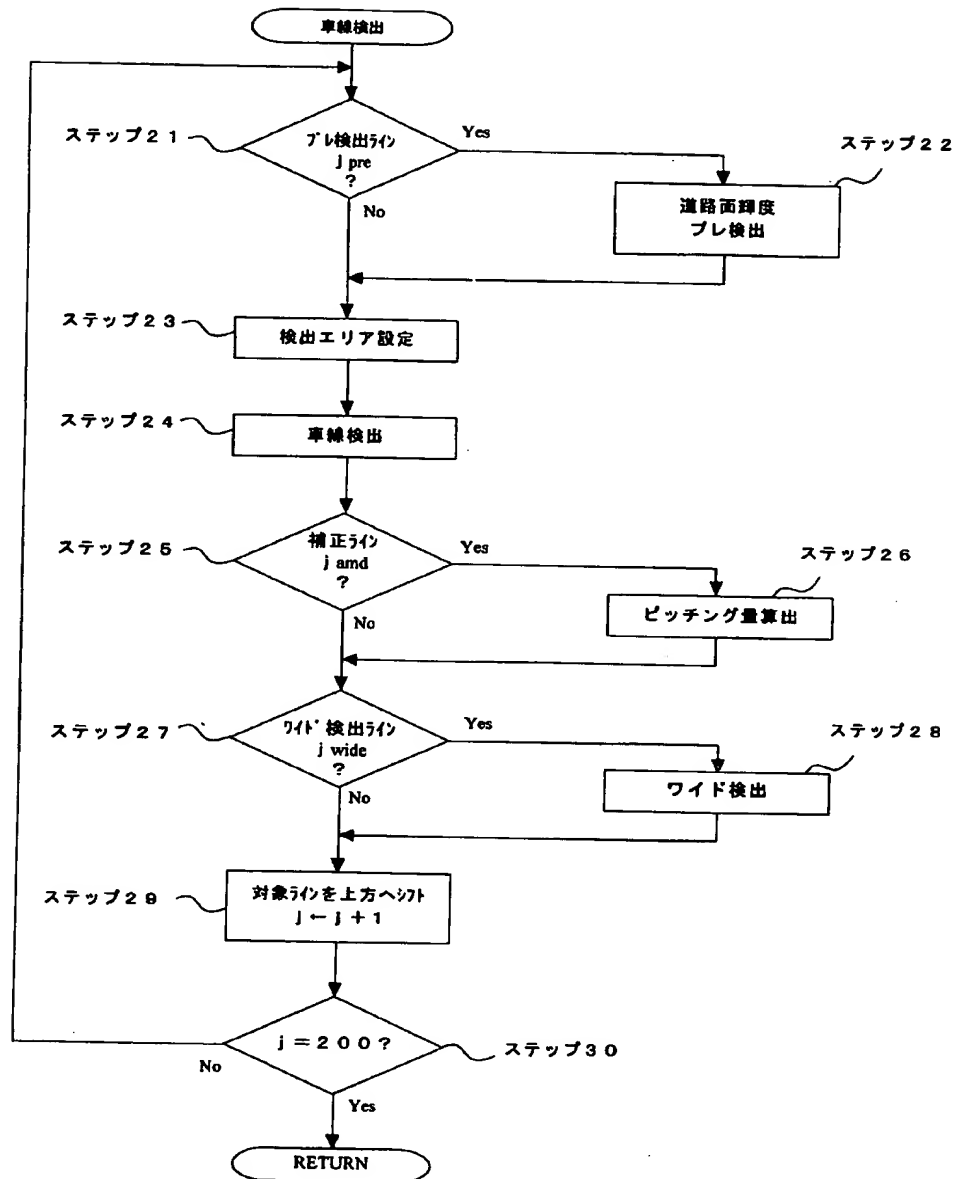 車線検出
ステップ21
プレ検出ライン
j pre
?
Yes
No
ステップ22
道路面輝度
プレ検出
ステップ23
検出エリア設定
ステップ24
車線検出
ステップ25
補正ライン
j amd
?
Yes
No
ステップ26
ピッチング量算出
ステップ27
ワイド検出ライン
j wide
?
Yes
No
ステップ28
ワイド検出
ステップ29
対象ラインを上方へシフト
j ← j + 1
j=200?
ステップ30
No
Yes
RETURN